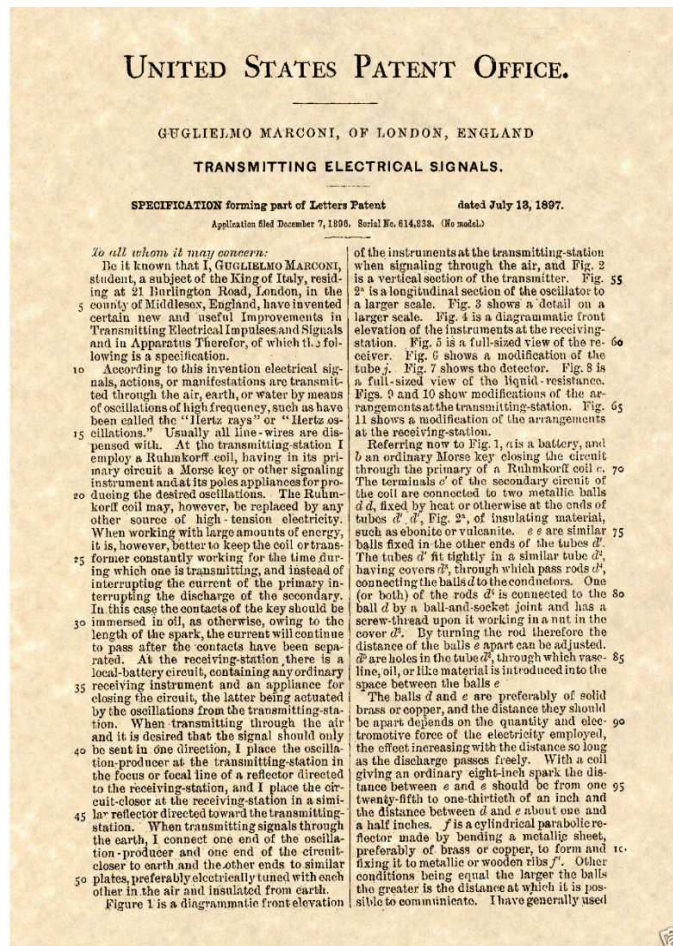 UNITED STATES PATENT OFFICE.
GUGLIELMO MARCONI, OF LONDON, ENGLAND
TRANSMITTING ELECTRICAL SIGNALS.
SPECIFICATION forming part of Letters Patent dated July 13, 1897.
Application filed December 7, 1896. Serial No. 614,833. (No model.)
To all whom it may concern:
Be it known that I, GUGLIELMO MARCONI,
student, a subject of the King of Italy, resid-
ing at 21 Burlington Road, London, in the
5 county of Middlesex, England, have invented
certain new and useful Improvements in
Transmitting Electrical Impulses and Signals
and in Apparatus Therefor, of which the fol-
lowing is a specification.
10 According to this invention electrical sig-
nals, actions, or manifestations are transmit-
ted through the air, earth, or water by means
of oscillations of high frequency, such as have
been called the "Hertz rays" or "Hertz os-
15 cillations." Usually all line-wires are dis-
pensed with. At the transmitting-station I
employ a Ruhmkorff coil, having in its pri-
mary circuit a Morse key or other signaling
instrument and at its poles appliances for pro-
20 ducing the desired oscillations. The Ruhm-
korff coil may, however, be replaced by any
other source of high-tension electricity.
When working with large amounts of energy,
it is, however, better to keep the coil or trans-
25 former constantly working for the time dur-
ing which one is transmitting, and instead of
interrupting the current of the primary in-
terrupting the discharge of the secondary.
In this case the contacts of the key should be
30 immersed in oil, as otherwise, owing to the
length of the spark, the current will continue
to pass after the contacts have been sepa-
rated. At the receiving-station there is a
local-battery circuit, containing any ordinary
35 receiving instrument and an appliance for
closing the circuit, the latter being actuated
by the oscillations from the transmitting-sta-
tion. When transmitting through the air
and it is desired that the signal should only
40 be sent in one direction, I place the oscilla-
tion-producer at the transmitting-station in
the focus or focal line of a reflector directed
to the receiving-station, and I place the cir-
cuit-closer at the receiving-station in a simi-
45 lar reflector directed toward the transmitting-
station. When transmitting signals through
the earth, I connect one end of the oscilla-
tion-producer and one end of the circuit-
closer to earth and the other ends to similar
50 plates, preferably electrically tuned with each
other in the air and insulated from earth.
Figure 1 is a diagrammatic front elevation
of the instruments at the transmitting-station
when signaling through the air, and Fig. 2
is a vertical section of the transmitter. Fig. 55
2ª is a longitudinal section of the oscillator to
a larger scale. Fig. 3 shows a detail on a
larger scale. Fig. 4 is a diagrammatic front
elevation of the instruments at the receiving-
station. Fig. 5 is a full-sized view of the re- 60
ceiver. Fig. 6 shows a modification of the
tube j. Fig. 7 shows the detector. Fig. 8 is
a full-sized view of the liquid-resistance.
Figs. 9 and 10 show modifications of the ar-
rangements at the transmitting-station. Fig. 65
11 shows a modification of the arrangements
at the receiving-station.
Referring now to Fig. 1, a is a battery, and
b an ordinary Morse key closing the circuit
through the primary of a Ruhmkorff coil c. 70
The terminals c' of the secondary circuit of
the coil are connected to two metallic balls
d d, fixed by heat or otherwise at the ends of
tubes d' d', Fig. 2ª, of insulating material,
such as ebonite or vulcanite. e e are similar 75
balls fixed in the other ends of the tubes d'.
The tubes d' fit tightly in a similar tube d²,
having covers d³, through which pass rods d⁴,
connecting the balls d to the conductors. One
(or both) of the rods d⁴ is connected to the 80
ball d by a ball-and-socket joint and has a
screw-thread upon it working in a nut in the
cover d³. By turning the rod therefore the
distance of the balls e apart can be adjusted.
d⁵ are holes in the tube d², through which vase- 85
line, oil, or like material is introduced into the
space between the balls e
The balls d and e are preferably of solid
brass or copper, and the distance they should
be apart depends on the quantity and elec- 90
tromotive force of the electricity employed,
the effect increasing with the distance so long
as the discharge passes freely. With a coil
giving an ordinary eight-inch spark the dis-
tance between e and e should be from one 95
twenty-fifth to one-thirtieth of an inch and
the distance between d and e about one and
a half inches. f is a cylindrical parabolic re-
flector made by bending a metallic sheet,
preferably of brass or copper, to form and
fixing it to metallic or wooden ribs f'. Other
conditions being equal the larger the balls
the greater is the distance at which it is pos-
sible to communicate. I have generally used